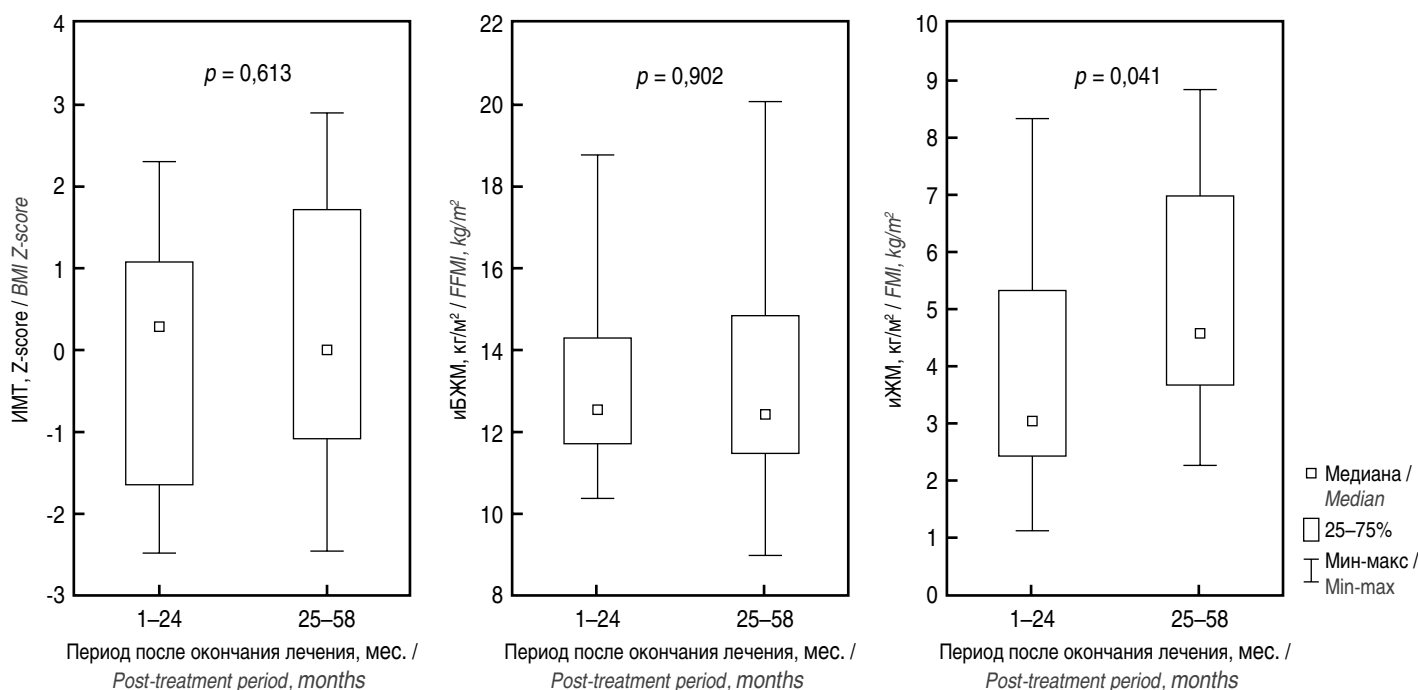 ИМТ, Z-score / BMI Z-score
4
3
2
1
0
-1
-2
-3
p = 0,613
1–24
25–58
Период после окончания лечения, мес. /
Post-treatment period, months
иБЖМ, кг/м² / FFMI, kg/m²
22
20
18
16
14
12
10
8
p = 0,902
1–24
25–58
Период после окончания лечения, мес. /
Post-treatment period, months
иЖМ, кг/м² / FMI, kg/m²
10
9
8
7
6
5
4
3
2
1
0
p = 0,041
1–24
25–58
Период после окончания лечения, мес. /
Post-treatment period, months
Медиана /
Median
25–75%
Мин-макс /
Min-max